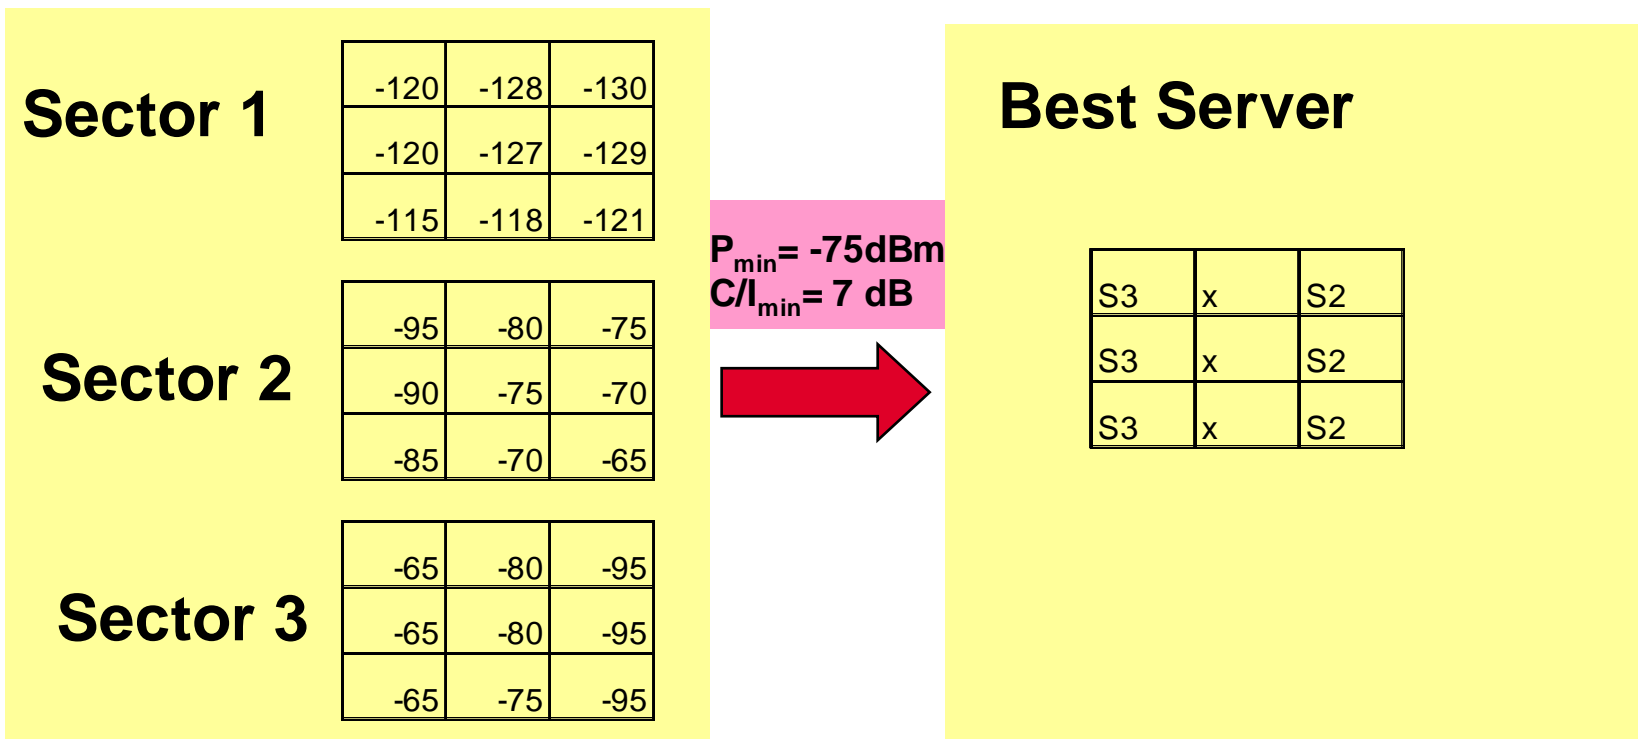 Sector 1
-120 -128 -130
-120 -127 -129
-115 -118 -121
Sector 2
-95 -80 -75
-90 -75 -70
-85 -70 -65
Sector 3
-65 -80 -95
-65 -80 -95
-65 -75 -95
Pmin= -75dBm
C/Imin= 7 dB
Best Server
S3 x S2
S3 x S2
S3 x S2